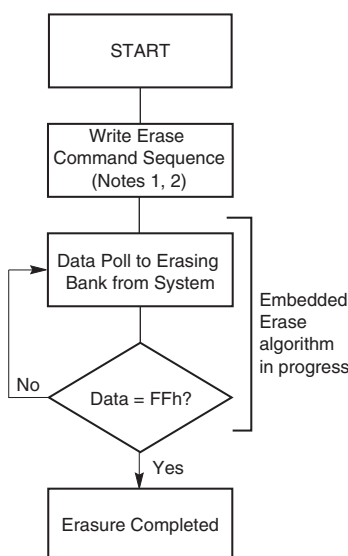 START
Write Erase
Command Sequence
(Notes 1, 2)
Data Poll to Erasing
Bank from System
Embedded
Erase
algorithm
in progress
Data = FFh?
No
Yes
Erasure Completed